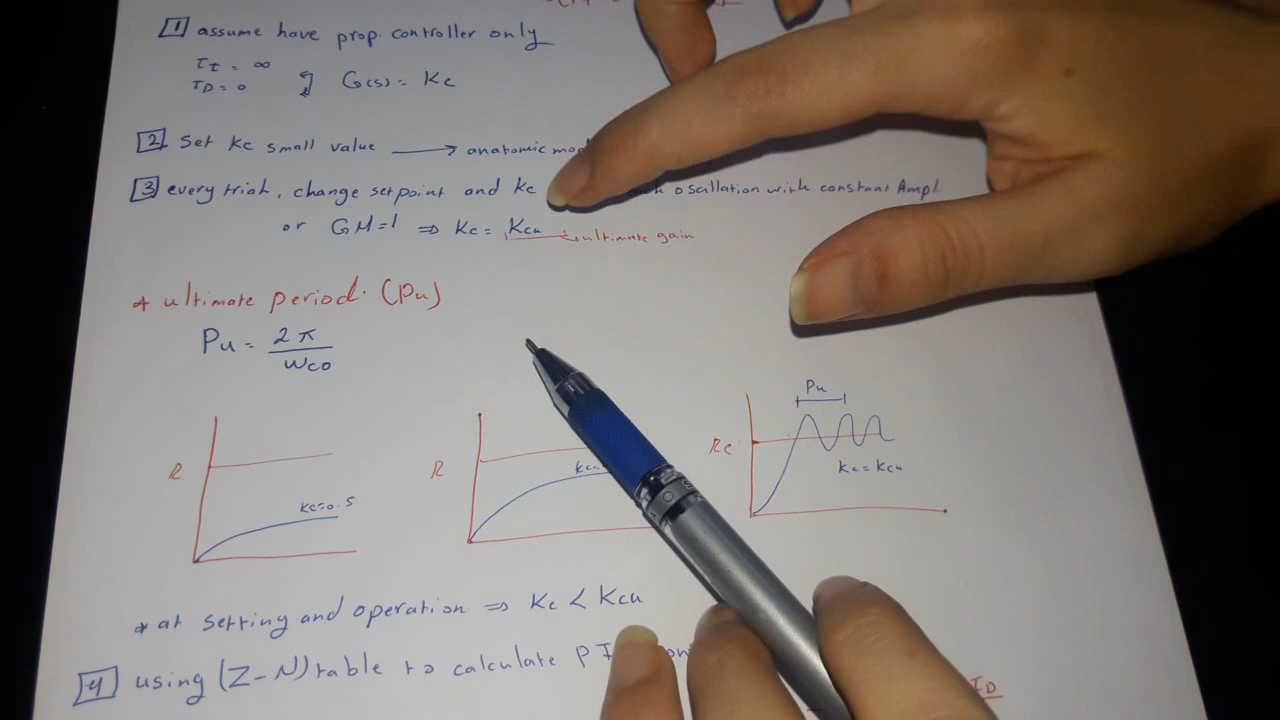 1 assume have prop. controller only
τI = ∞
τD = 0 } G(s) = Kc
2 Set Kc small value → anatomic
3 every triah, change setpoint and Kc oscillation with constant Ampl
or GM=1 ⇒ Kc = Kcu ultimate gain
* ultimate period. (Pu)
Pu = 2π / ωco
R Kc=0.5
R Kc=
Rc Pu Kc=Kcu
* at setting and operation ⇒ Kc < Kcu
4 using (Z-N) table to calculate PI